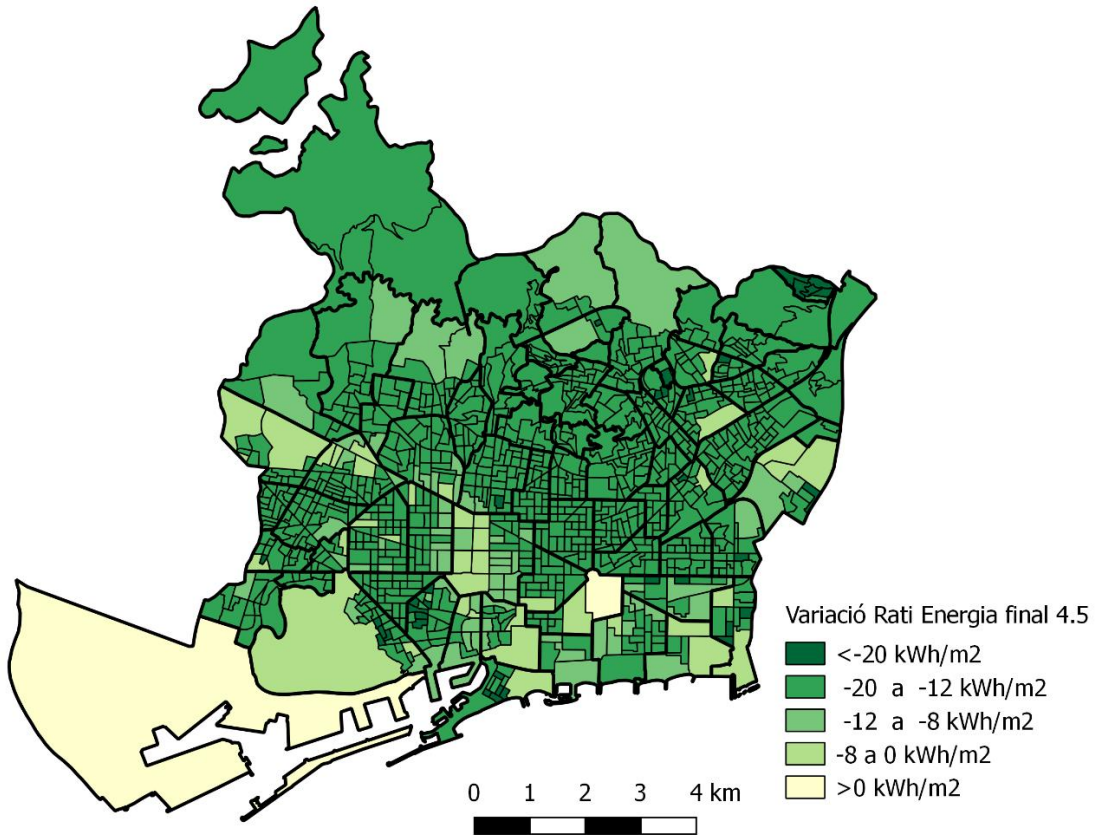 Variació Rati Energia final 4.5
<-20 kWh/m2
-20 a -12 kWh/m2
-12 a -8 kWh/m2
-8 a 0 kWh/m2
>0 kWh/m2
0 1 2 3 4 km